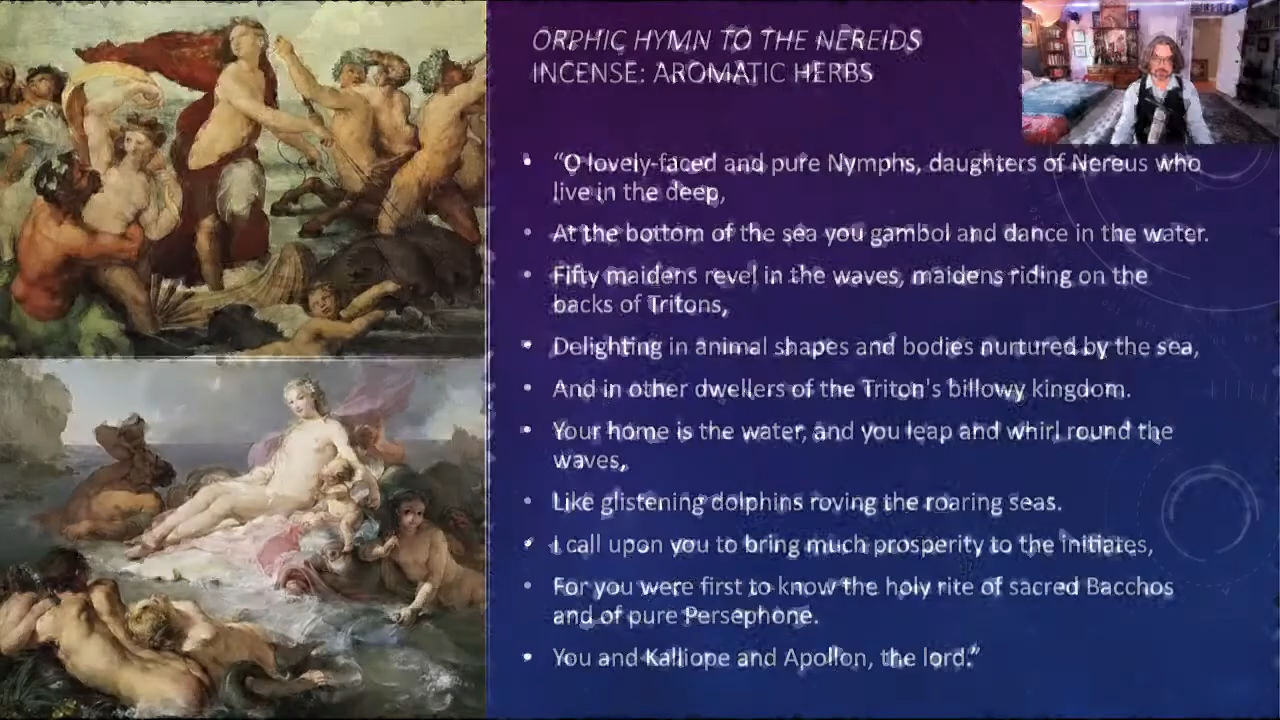 ORPHIC HYMN TO THE NEREIDS
INCENSE: AROMATIC HERBS
• "O lovely-faced and pure Nymphs, daughters of Nereus who
live in the deep,
• At the bottom of the sea you gambol and dance in the water.
• Fifty maidens revel in the waves, maidens riding on the
backs of Tritons,
• Delighting in animal shapes and bodies nurtured by the sea,
• And in other dwellers of the Triton's billowy kingdom.
• Your home is the water, and you leap and whirl round the
waves,
• Like glistening dolphins roving the roaring seas.
• I call upon you to bring much prosperity to the initiates,
• For you were first to know the holy rite of sacred Bacchos
and of pure Persephone.
• You and Kalliope and Apollon, the lord."